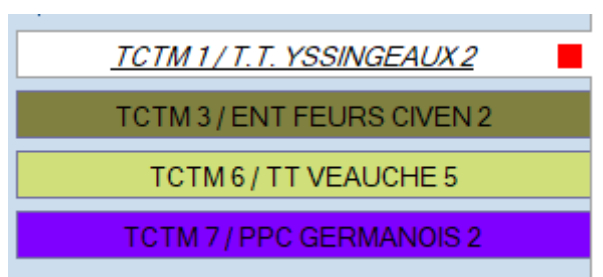 TCTM 1 / T.T. YSSINGEAUX 2
TCTM 3 / ENT FEURS CIVEN 2
TCTM 6 / TT VEAUCHE 5
TCTM 7 / PPC GERMANOIS 2